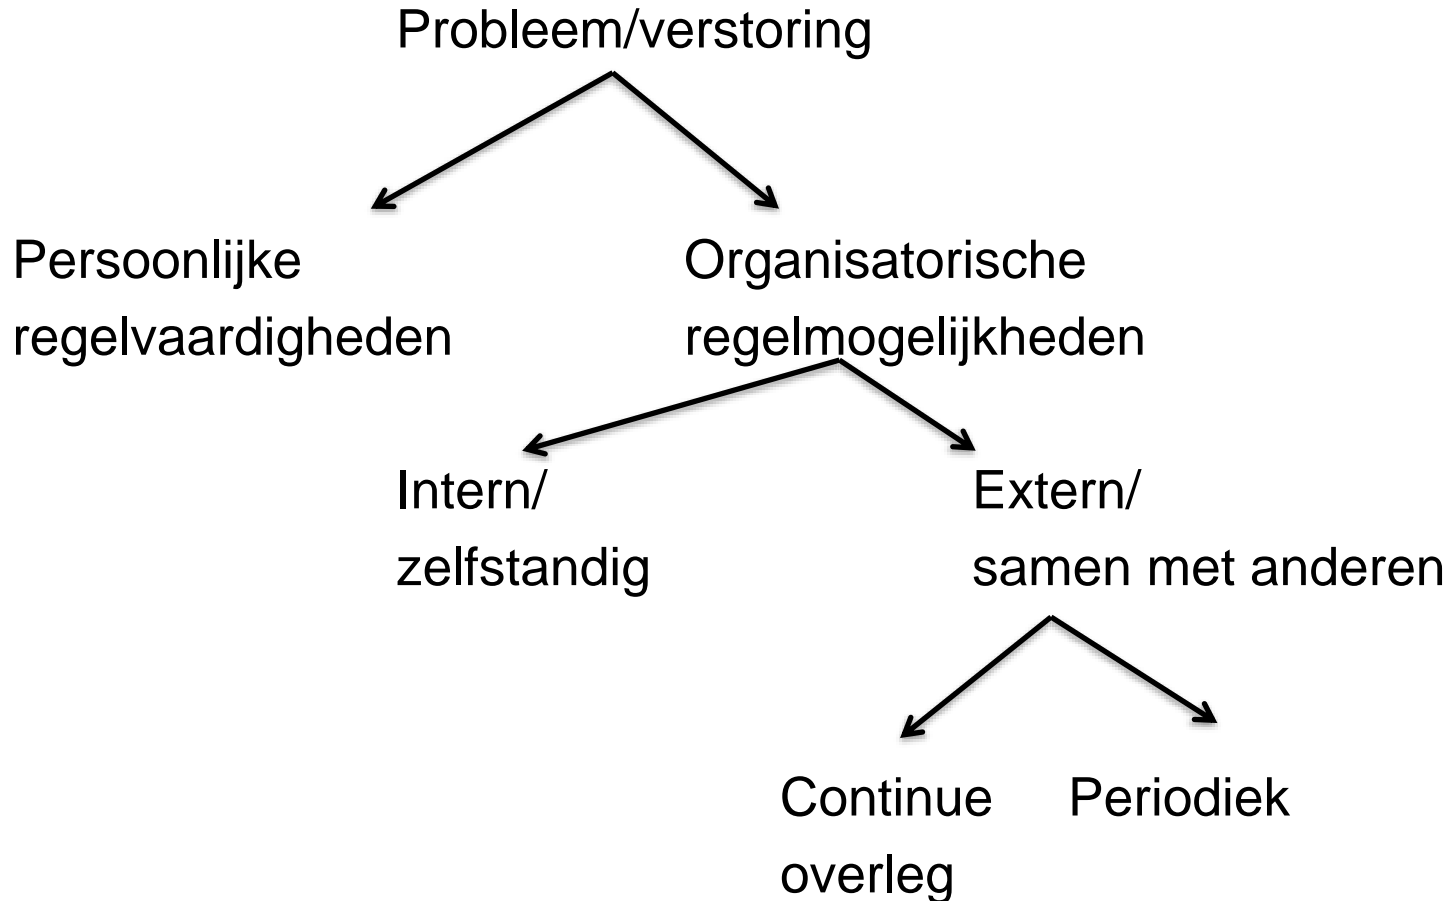 Probleem/verstoring
Persoonlijke
regelvaardigheden
Organisatorische
regelmogelijkheden
Intern/
zelfstandig
Extern/
samen met anderen
Continue
overleg
Periodiek